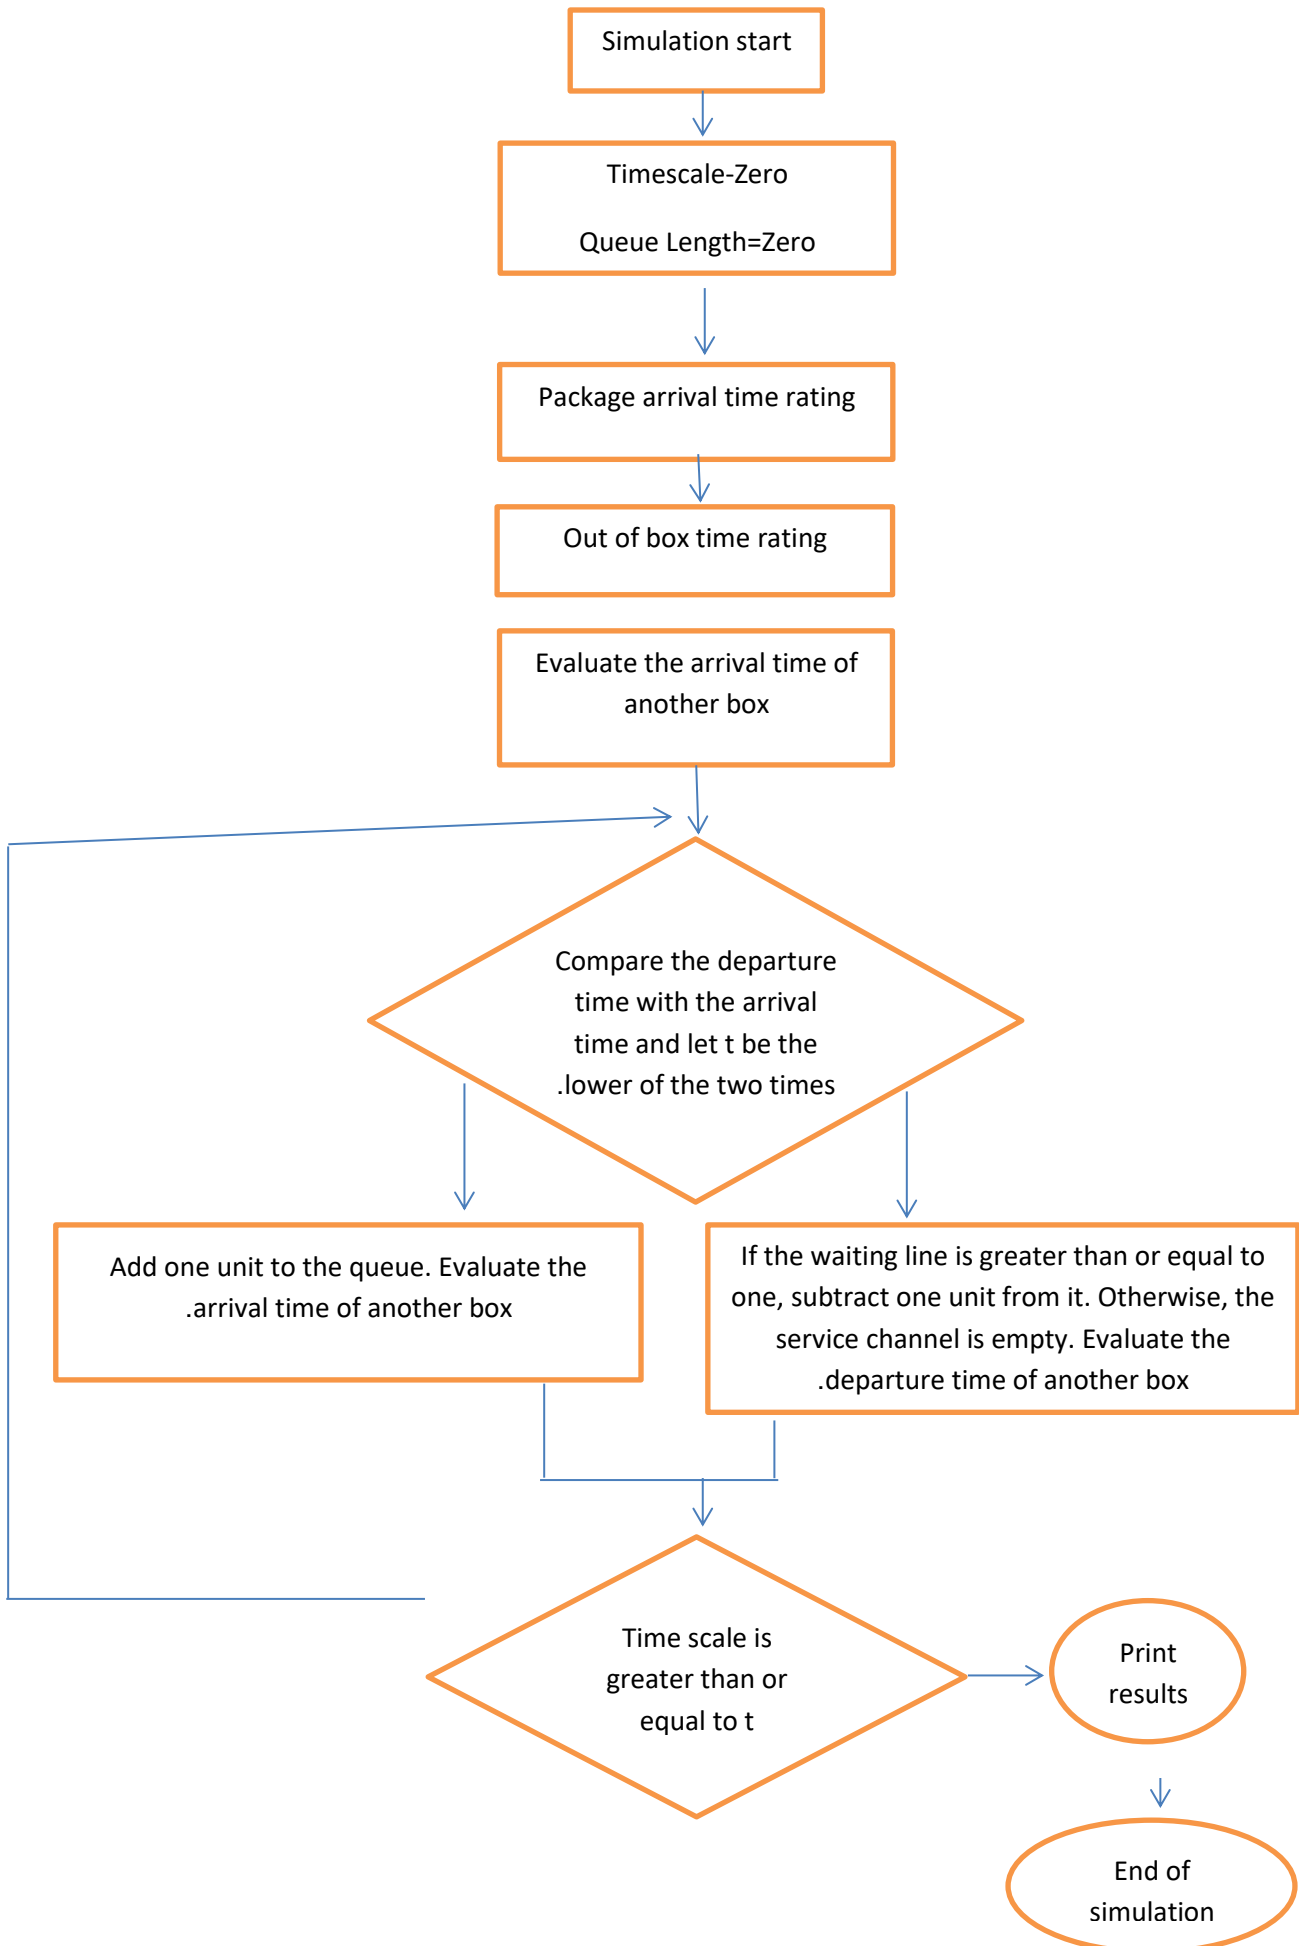 Simulation start
Timescale-Zero
Queue Length=Zero
Package arrival time rating
Out of box time rating
Evaluate the arrival time of
another box
Compare the departure
time with the arrival
time and let t be the
.lower of the two times
Add one unit to the queue. Evaluate the
.arrival time of another box
If the waiting line is greater than or equal to
one, subtract one unit from it. Otherwise, the
service channel is empty. Evaluate the
.departure time of another box
Time scale is
greater than or
equal to t
Print
results
End of
simulation